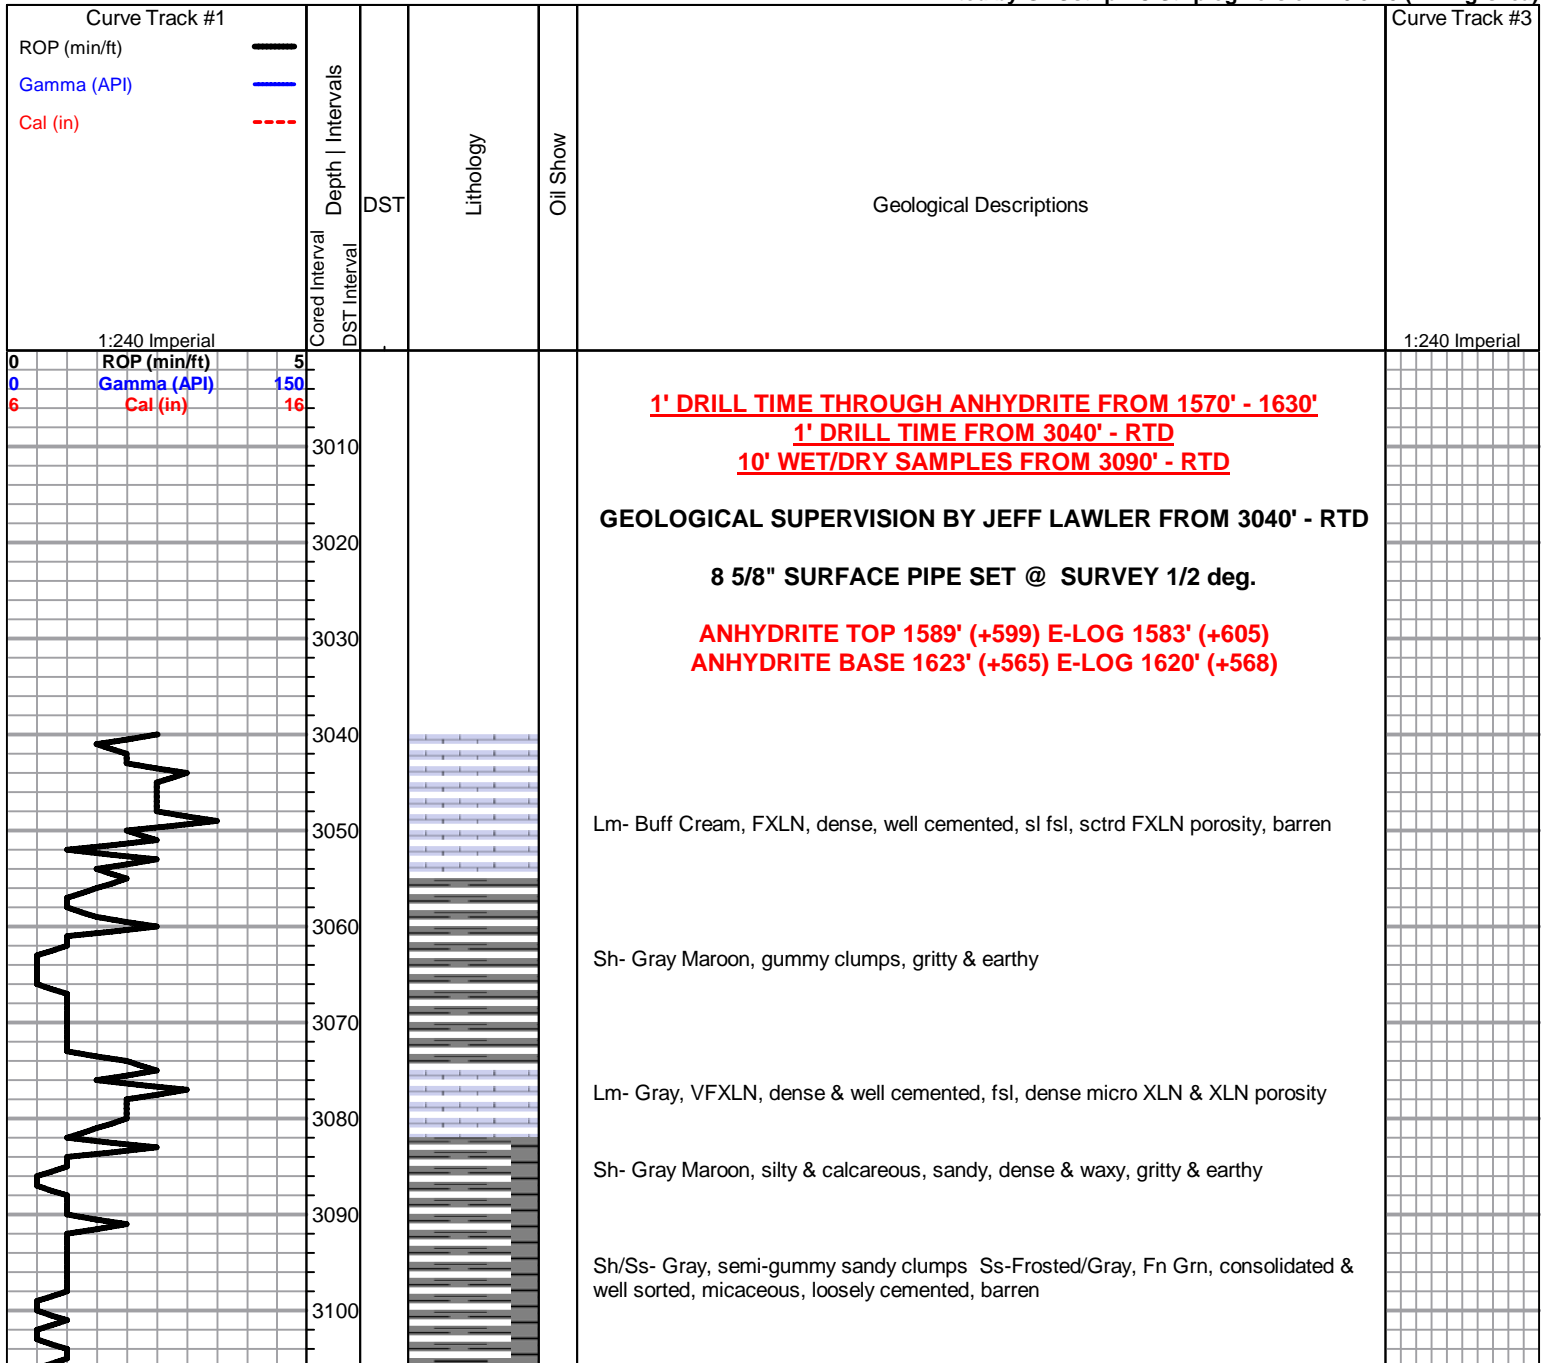 Curve Track #1
ROP (min/ft)
Gamma (API)
Cal (in)
1:240 Imperial
Cored Interval
Depth | Intervals
DST Interval
DST
Lithology
Oil Show
Geological Descriptions
Curve Track #3
1:240 Imperial
0 ROP (min/ft) 5
0 Gamma (API) 150
6 Cal (in) 16
1' DRILL TIME THROUGH ANHYDRITE FROM 1570' - 1630'
1' DRILL TIME FROM 3040' - RTD
10' WET/DRY SAMPLES FROM 3090' - RTD
3010
GEOLOGICAL SUPERVISION BY JEFF LAWLER FROM 3040' - RTD
3020
8 5/8" SURFACE PIPE SET @ SURVEY 1/2 deg.
3030
ANHYDRITE TOP 1589' (+599) E-LOG 1583' (+605)
ANHYDRITE BASE 1623' (+565) E-LOG 1620' (+568)
3040
3050
Lm- Buff Cream, FXLN, dense, well cemented, sl fsl, sctrd FXLN porosity, barren
3060
Sh- Gray Maroon, gummy clumps, gritty & earthy
3070
Lm- Gray, VFXLN, dense & well cemented, fsl, dense micro XLN & XLN porosity
3080
Sh- Gray Maroon, silty & calcareous, sandy, dense & waxy, gritty & earthy
3090
Sh/Ss- Gray, semi-gummy sandy clumps Ss-Frosted/Gray, Fn Grn, consolidated &
well sorted, micaceous, loosely cemented, barren
3100